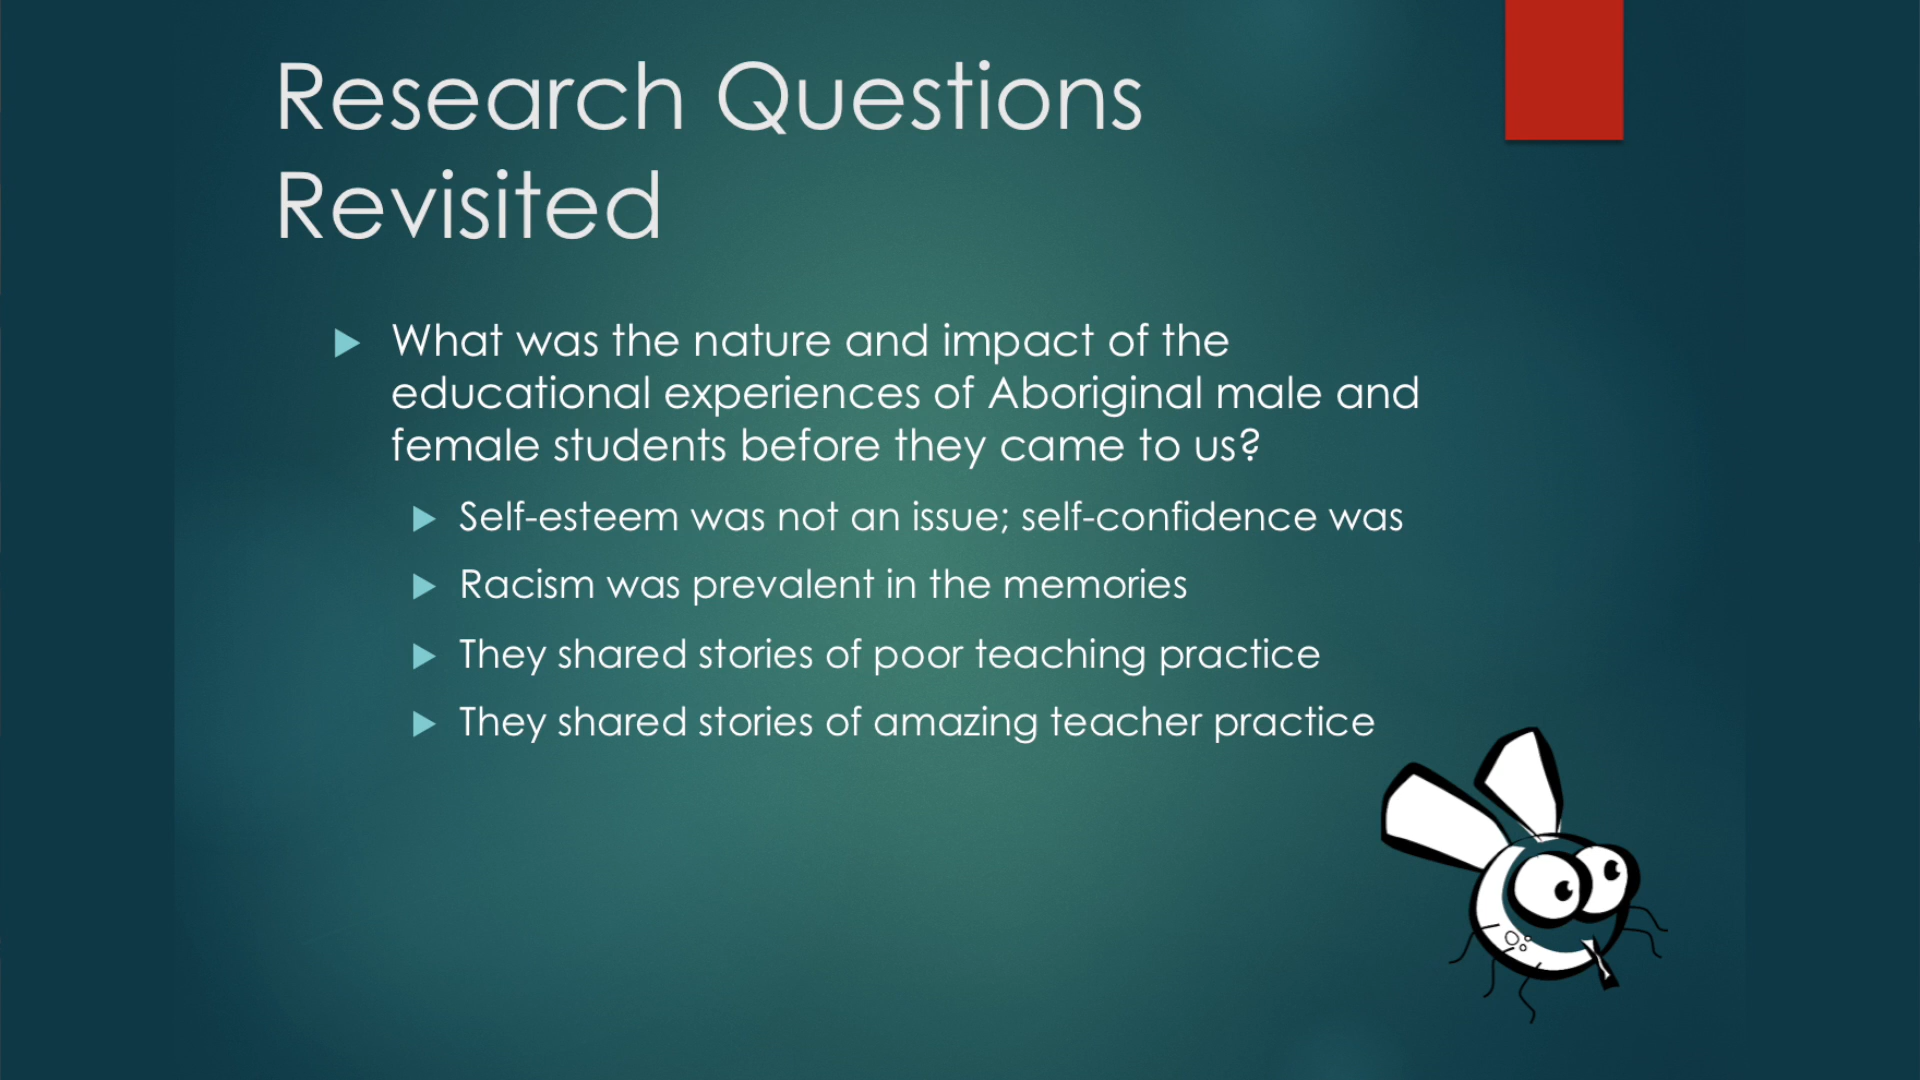 Research Questions
Revisited
What was the nature and impact of the
educational experiences of Aboriginal male and
female students before they came to us?
Self-esteem was not an issue; self-confidence was
Racism was prevalent in the memories
They shared stories of poor teaching practice
They shared stories of amazing teacher practice